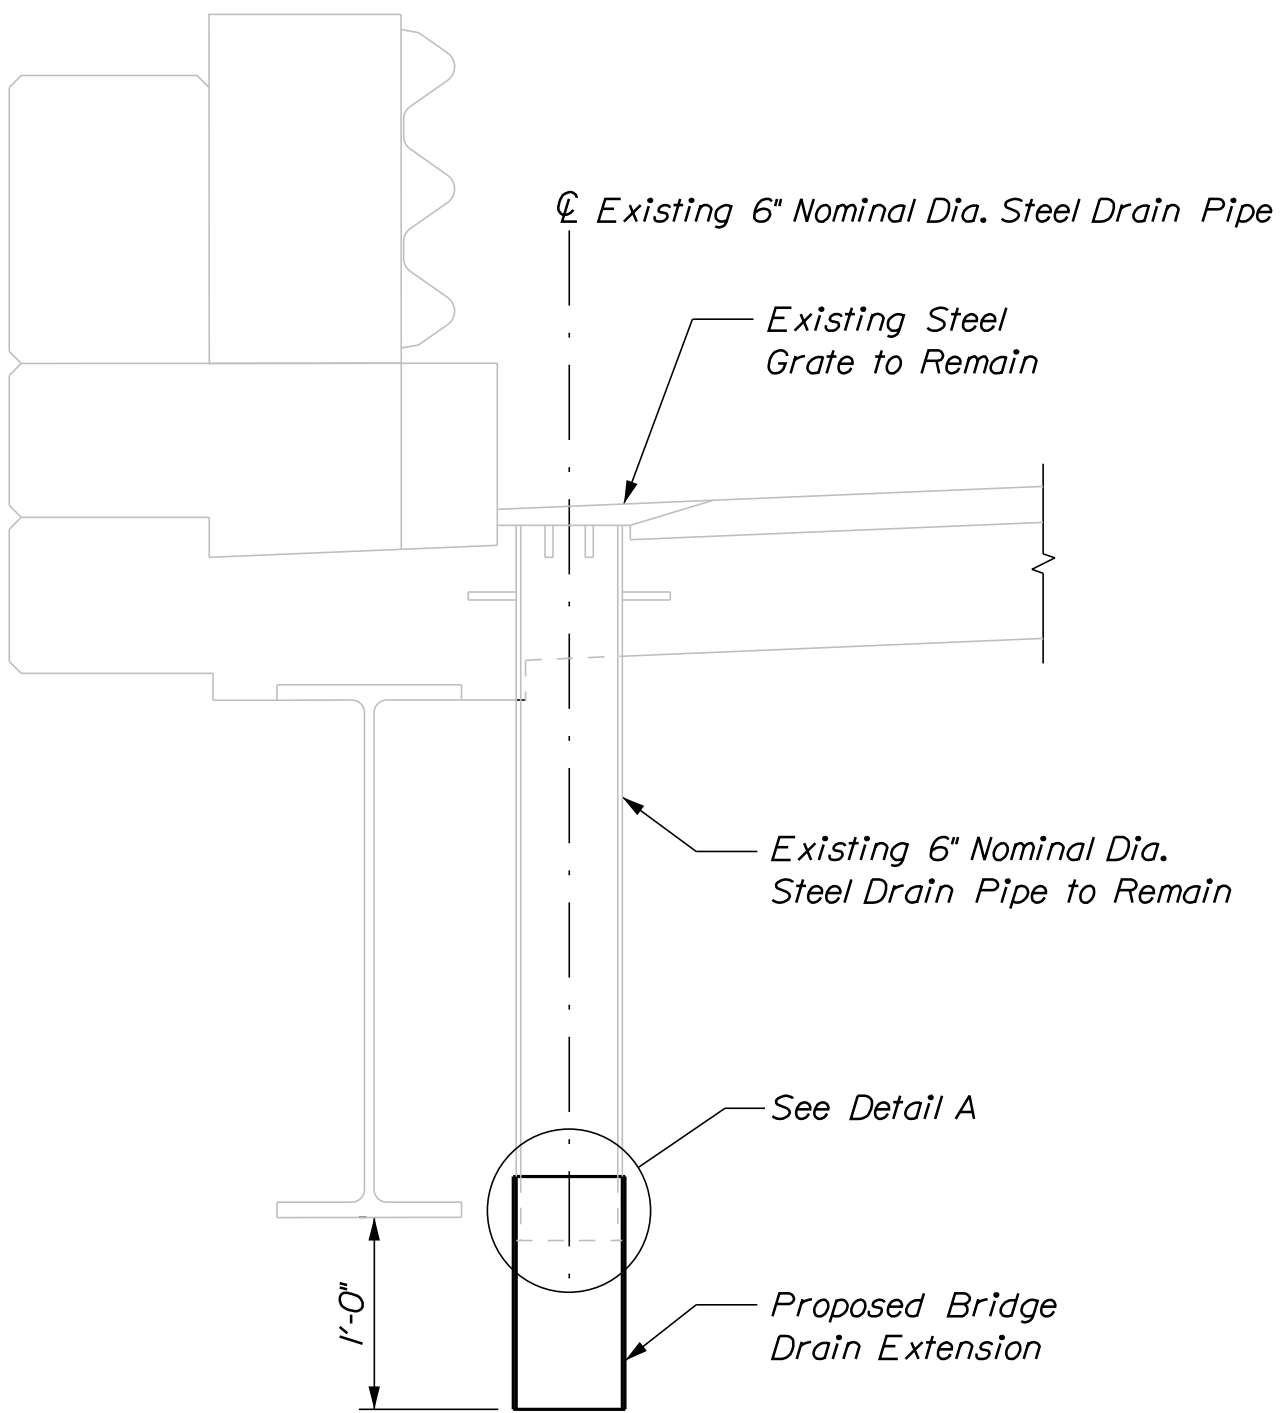 ℄ Existing 6" Nominal Dia. Steel Drain Pipe
Existing Steel
Grate to Remain
Existing 6" Nominal Dia.
Steel Drain Pipe to Remain
See Detail A
1'-0"
Proposed Bridge
Drain Extension